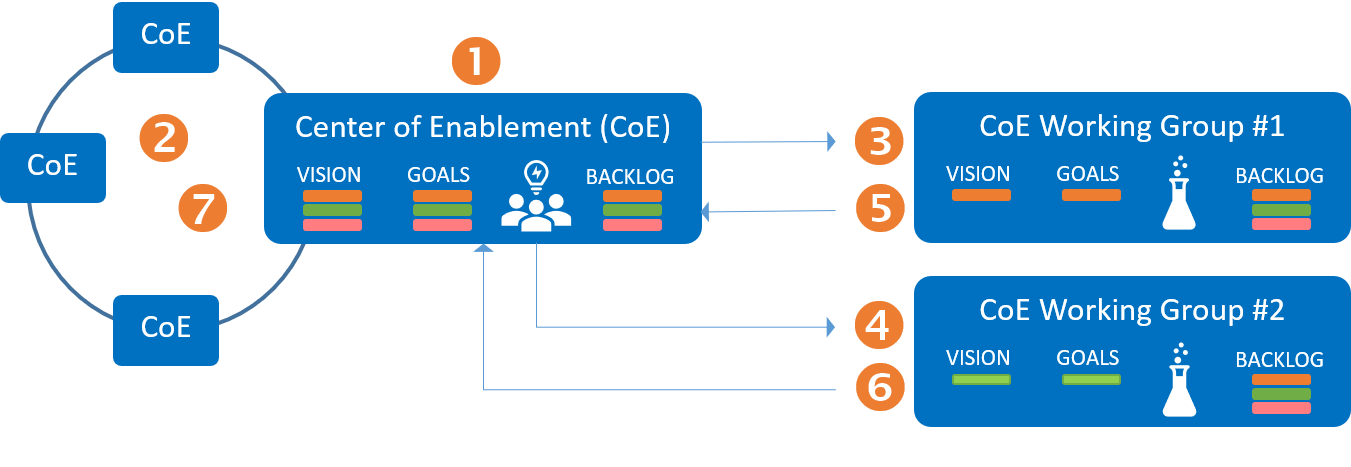 CoE
1
2
CoE
7
CoE
Center of Enablement (CoE)
VISION
GOALS
BACKLOG
3
5
CoE Working Group #1
VISION
GOALS
BACKLOG
4
6
CoE Working Group #2
VISION
GOALS
BACKLOG